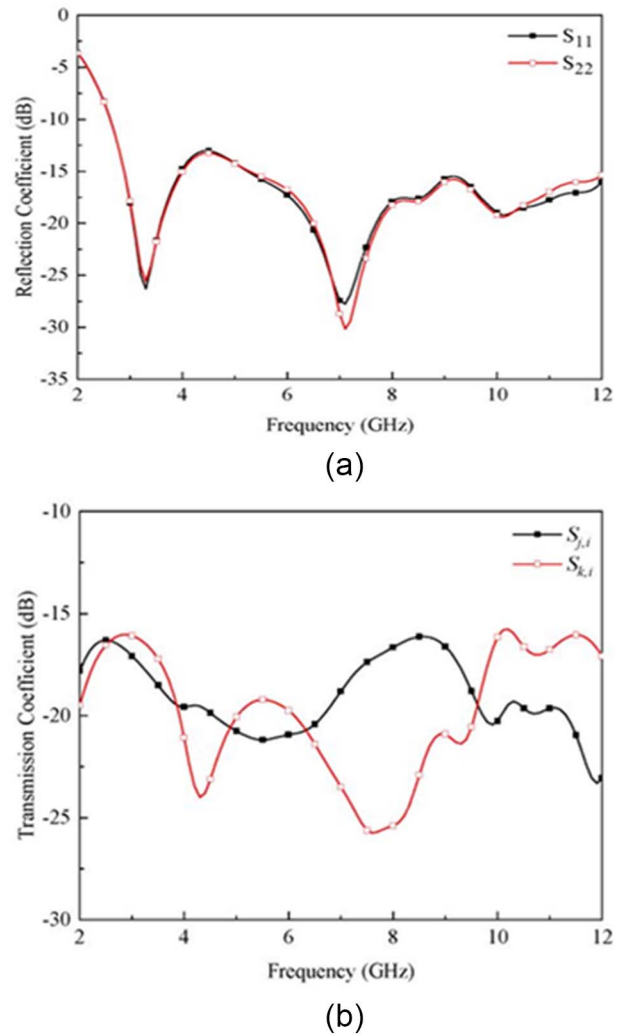 0
-5
-10
-15
-20
-25
-30
-35
Reflection Coefficient (dB)
S11
S22
2
4
6
8
10
12
Frequency (GHz)
(a)
-10
-15
-20
-25
-30
Transmission Coefficient (dB)
Sj,i
Sk,i
2
4
6
8
10
12
Frequency (GHz)
(b)